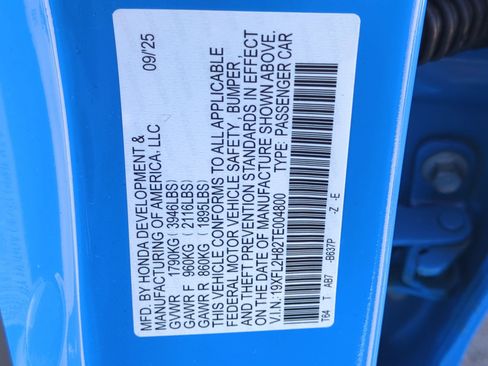 MFD. BY HONDA DEVELOPMENT & 09/'25
MANUFACTURING OF AMERICA, LLC
GVWR 1790KG( 3948LBS)
GAWR F 960KG ( 2116LBS)
GAWR R 860KG ( 1895LBS)
THIS VEHICLE CONFORMS TO ALL APPLICABLE
FEDERAL MOTOR VEHICLE SAFETY, BUMPER,
AND THEFT PREVENTION STANDARDS IN EFFECT
ON THE DATE OF MANUFACTURE SHOWN ABOVE.
V.I.N: 19XFL2H82TE004800 TYPE: PASSENGER CAR
T64 T AB7 -B637P -Z -E